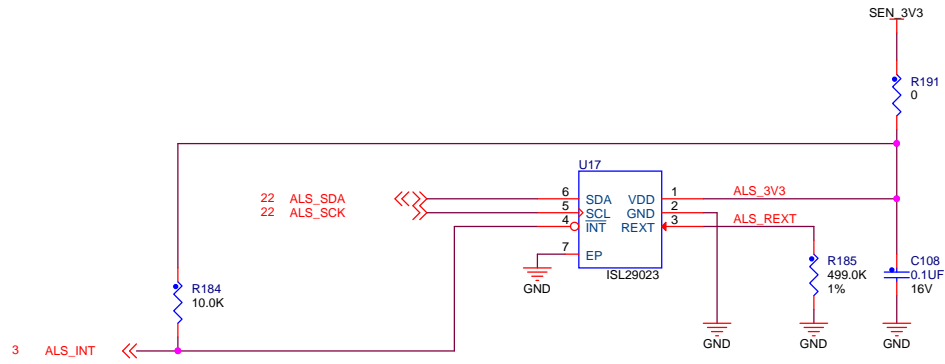 SEN_3V3
R191
0
U17
22 ALS_SDA
6 SDA VDD 1 ALS_3V3
22 ALS_SCK
5 SCL GND 2
4 INT REXT 3 ALS_REXT
7 EP
GND
ISL29023
R185
499.0K
1%
C108
0.1UF
16V
R184
10.0K
GND
GND
GND
3 ALS_INT